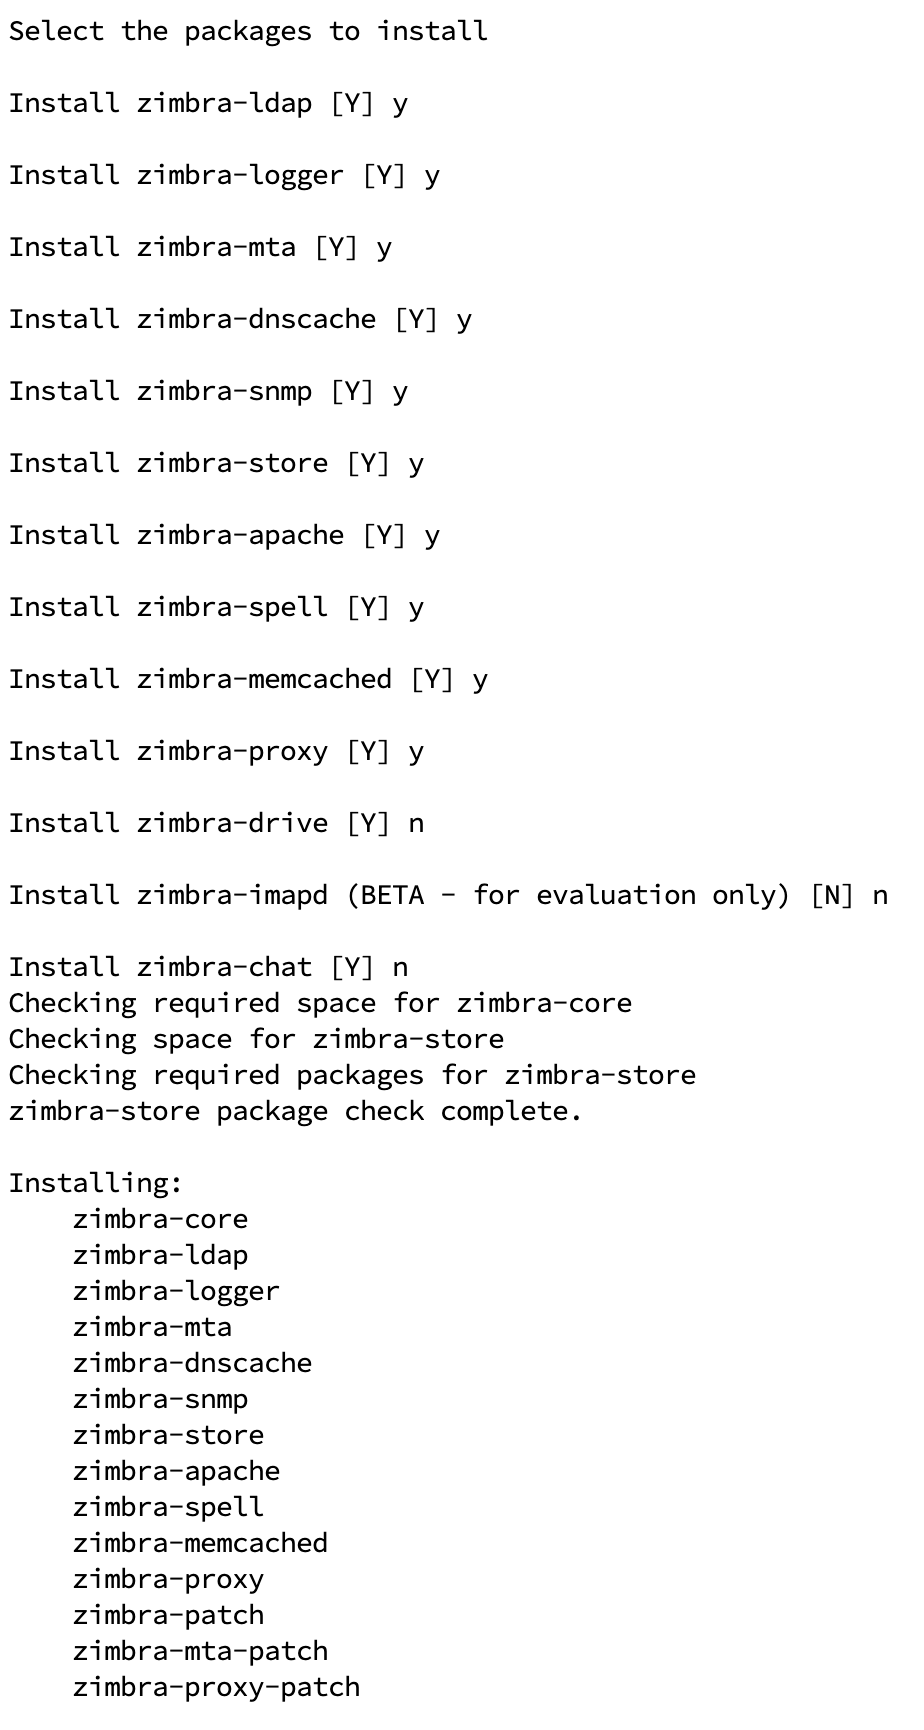 Select the packages to install
Install zimbra-ldap [Y] y
Install zimbra-logger [Y] y
Install zimbra-mta [Y] y
Install zimbra-dnscache [Y] y
Install zimbra-snmp [Y] y
Install zimbra-store [Y] y
Install zimbra-apache [Y] y
Install zimbra-spell [Y] y
Install zimbra-memcached [Y] y
Install zimbra-proxy [Y] y
Install zimbra-drive [Y] n
Install zimbra-imapd (BETA - for evaluation only) [N] n
Install zimbra-chat [Y] n
Checking required space for zimbra-core
Checking space for zimbra-store
Checking required packages for zimbra-store
zimbra-store package check complete.
Installing:
    zimbra-core
    zimbra-ldap
    zimbra-logger
    zimbra-mta
    zimbra-dnscache
    zimbra-snmp
    zimbra-store
    zimbra-apache
    zimbra-spell
    zimbra-memcached
    zimbra-proxy
    zimbra-patch
    zimbra-mta-patch
    zimbra-proxy-patch